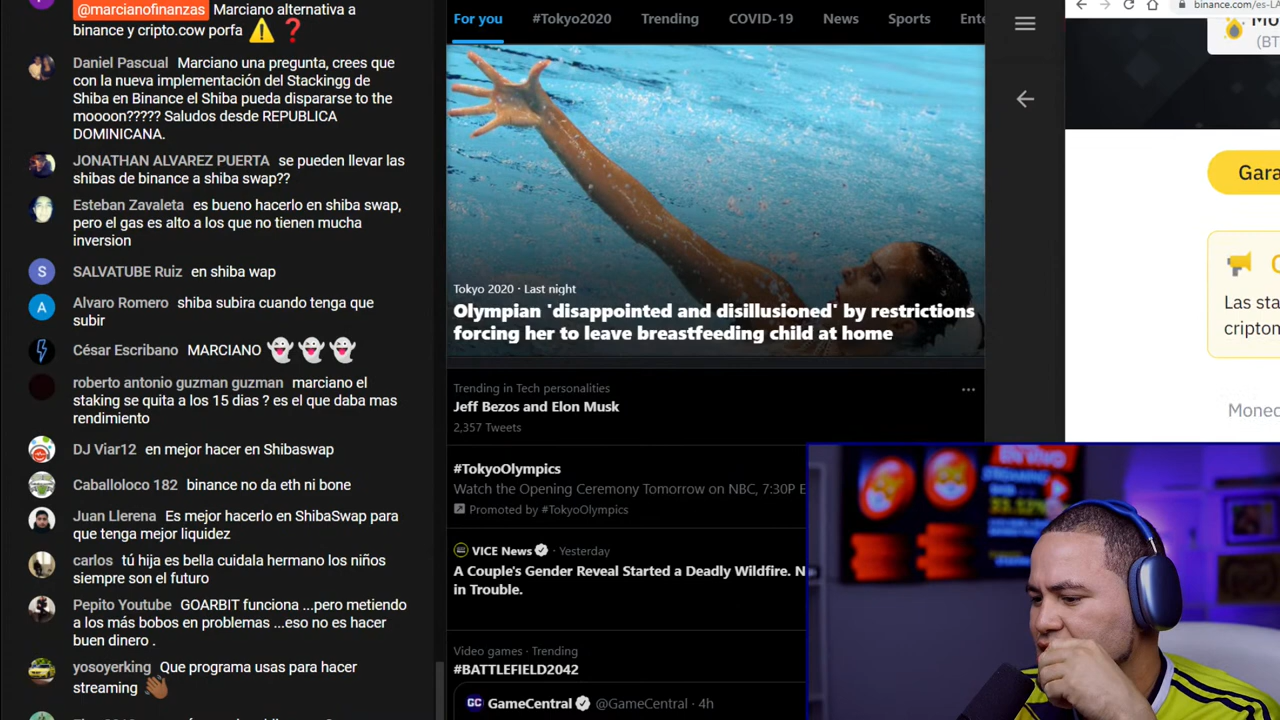 @marcianofinanzas Marciano alternativa a
binance y cripto.cow porfa ⚠️ ❓
Daniel Pascual Marciano una pregunta, crees que
con la nueva implementación del Stackingg de
Shiba en Binance el Shiba pueda dispararse to the
moooon????? Saludos desde REPUBLICA
DOMINICANA.
JONATHAN ALVAREZ PUERTA se pueden llevar las
shibas de binance a shiba swap??
Esteban Zavaleta es bueno hacerlo en shiba swap,
pero el gas es alto a los que no tienen mucha
inversion
S
SALVATUBE Ruiz en shiba wap
A
Alvaro Romero shiba subira cuando tenga que
subir
César Escribano MARCIANO 👻👻👻
roberto antonio guzman guzman marciano el
staking se quita a los 15 dias ? es el que daba mas
rendimiento
DJ Viar12 en mejor hacer en Shibaswap
Caballoloco 182 binance no da eth ni bone
Juan Llerena Es mejor hacerlo en ShibaSwap para
que tenga mejor liquidez
carlos tú hija es bella cuidala hermano los niños
siempre son el futuro
Pepito Youtube GOARBIT funciona ...pero metiendo
a los más bobos en problemas ...eso no es hacer
buen dinero .
yosoyerking Que programa usas para hacer
streaming 👋🏾
For you #Tokyo2020 Trending COVID-19 News Sports Ente
Tokyo 2020 · Last night
Olympian 'disappointed and disillusioned' by restrictions
forcing her to leave breastfeeding child at home
Trending in Tech personalities
Jeff Bezos and Elon Musk
2,357 Tweets
#TokyoOlympics
Watch the Opening Ceremony Tomorrow on NBC, 7:30P E
Promoted by #TokyoOlympics
VICE News · Yesterday
A Couple's Gender Reveal Started a Deadly Wildfire. N
in Trouble.
Video games · Trending
#BATTLEFIELD2042
GC GameCentral @GameCentral · 4h
binance.com/es-LA
(BT
Gara
Las sta
cripton
Moned
EN VIVO
STREAMING